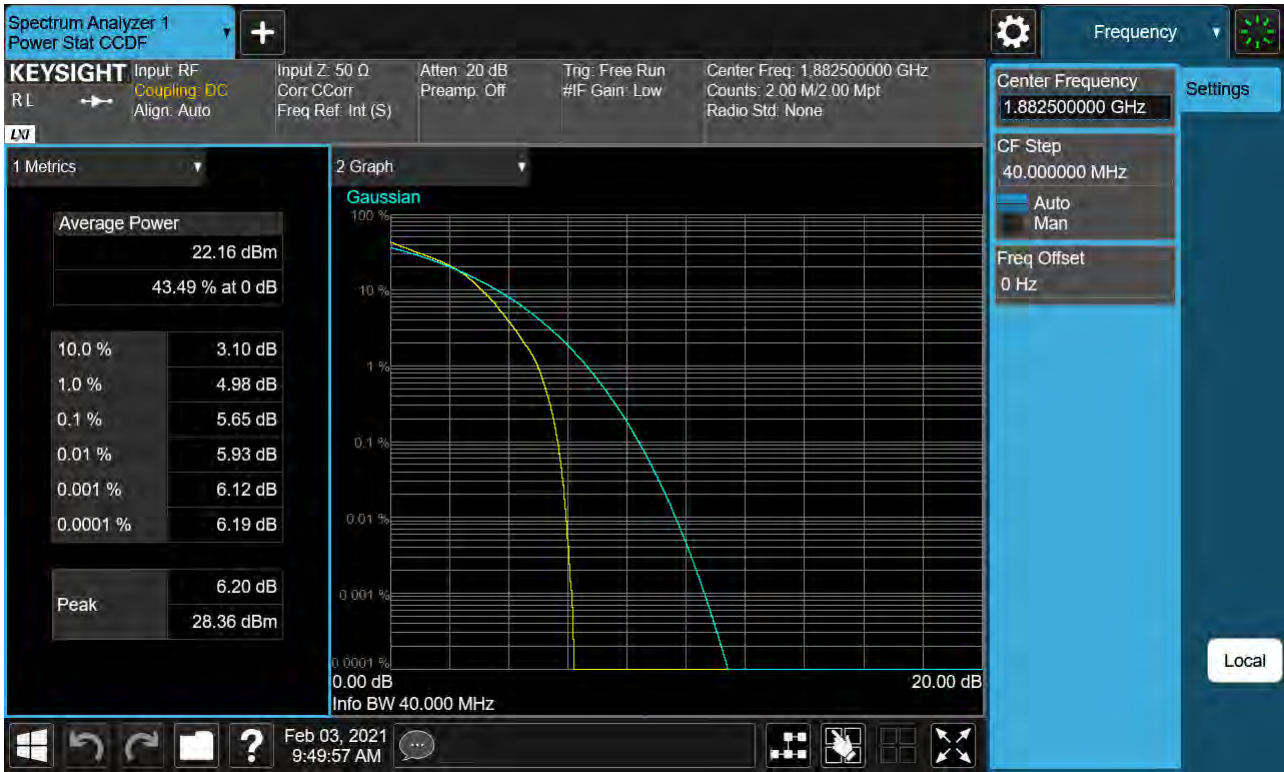 Spectrum Analyzer 1
Power Stat CCDF
+
Frequency
KEYSIGHT
RL
LXI
Input: RF
Coupling: DC
Align: Auto
Input Z: 50 Ω
Corr CCorr
Freq Ref: Int (S)
Atten: 20 dB
Preamp: Off
Trig: Free Run
#IF Gain: Low
Center Freq: 1.882500000 GHz
Counts: 2.00 M/2.00 Mpt
Radio Std: None
Center Frequency
1.882500000 GHz
Settings
CF Step
40.000000 MHz
Auto
Man
Freq Offset
0 Hz
1 Metrics
Average Power
22.16 dBm
43.49 % at 0 dB
10.0 % 3.10 dB
1.0 % 4.98 dB
0.1 % 5.65 dB
0.01 % 5.93 dB
0.001 % 6.12 dB
0.0001 % 6.19 dB
Peak
6.20 dB
28.36 dBm
2 Graph
Gaussian
100 %
10 %
1 %
0.1 %
0.01 %
0.001 %
0.0001 %
0.00 dB 20.00 dB
Info BW 40.000 MHz
Local
?
Feb 03, 2021
9:49:57 AM